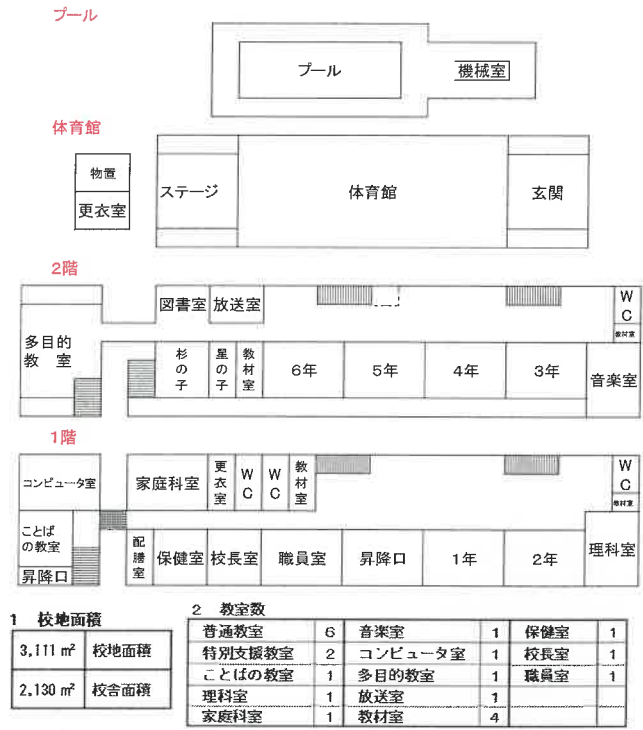 プール
プール
機械室
体育館
物置
更衣室
ステージ
体育館
玄関
2階
図書室
放送室
WC
教材室
多目的
教 室
杉の子
星の子
教材室
6年
5年
4年
3年
音楽室
1階
コンピュータ室
家庭科室
更衣室
WC
WC
教材室
WC
教材室
ことば
の教室
昇降口
配膳室
保健室
校長室
職員室
昇降口
1年
2年
理科室
1 校地面積
3,111 ㎡ 校地面積
2,130 ㎡ 校舎面積
2 教室数
普通教室 6 音楽室 1 保健室 1
特別支援教室 2 コンピュータ室 1 校長室 1
ことばの教室 1 多目的教室 1 職員室 1
理科室 1 放送室 1
家庭科室 1 教材室 4